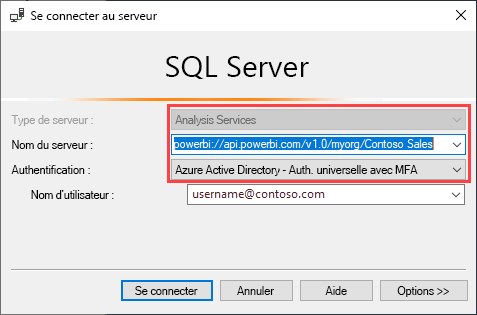 Se connecter au serveur
SQL Server
Type de serveur : Analysis Services
Nom du serveur : powerbi://api.powerbi.com/v1.0/myorg/Contoso Sales
Authentification : Azure Active Directory - Auth. universelle avec MFA
Nom d'utilisateur : username@contoso.com
Se connecter Annuler Aide Options >>